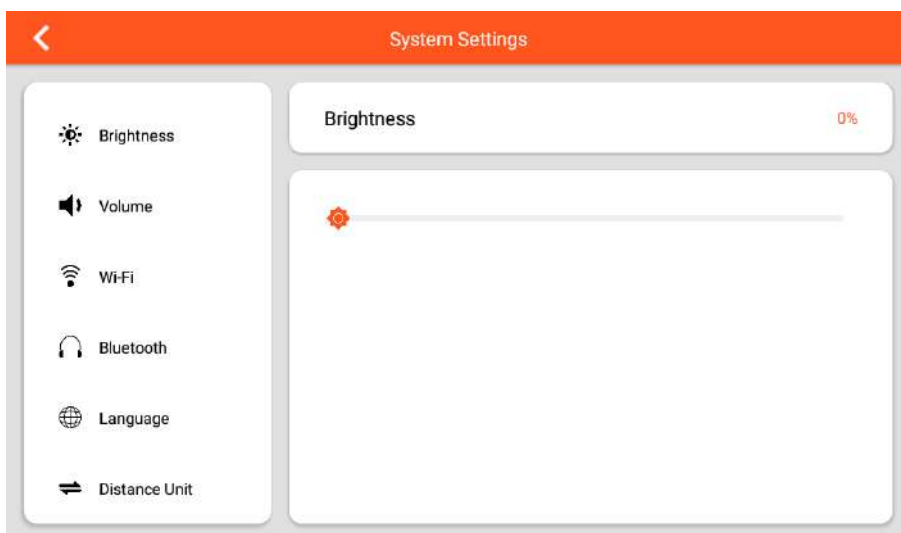 System Settings
Brightness
Volume
Wi-Fi
Bluetooth
Language
Distance Unit
Brightness 0%